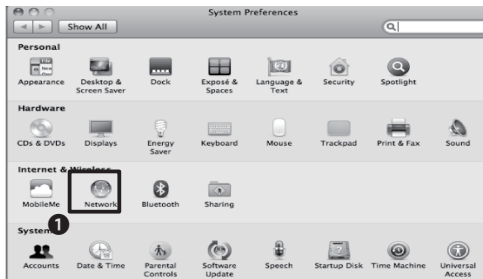 System Preferences
Show All
Personal
Appearance Desktop & Screen Saver Dock Exposé & Spaces Language & Text Security Spotlight
Hardware
CDs & DVDs Displays Energy Saver Keyboard Mouse Trackpad Print & Fax Sound
Internet & Wireless
MobileMe Network Bluetooth Sharing
1
System
Accounts Date & Time Parental Controls Software Update Speech Startup Disk Time Machine Universal Access